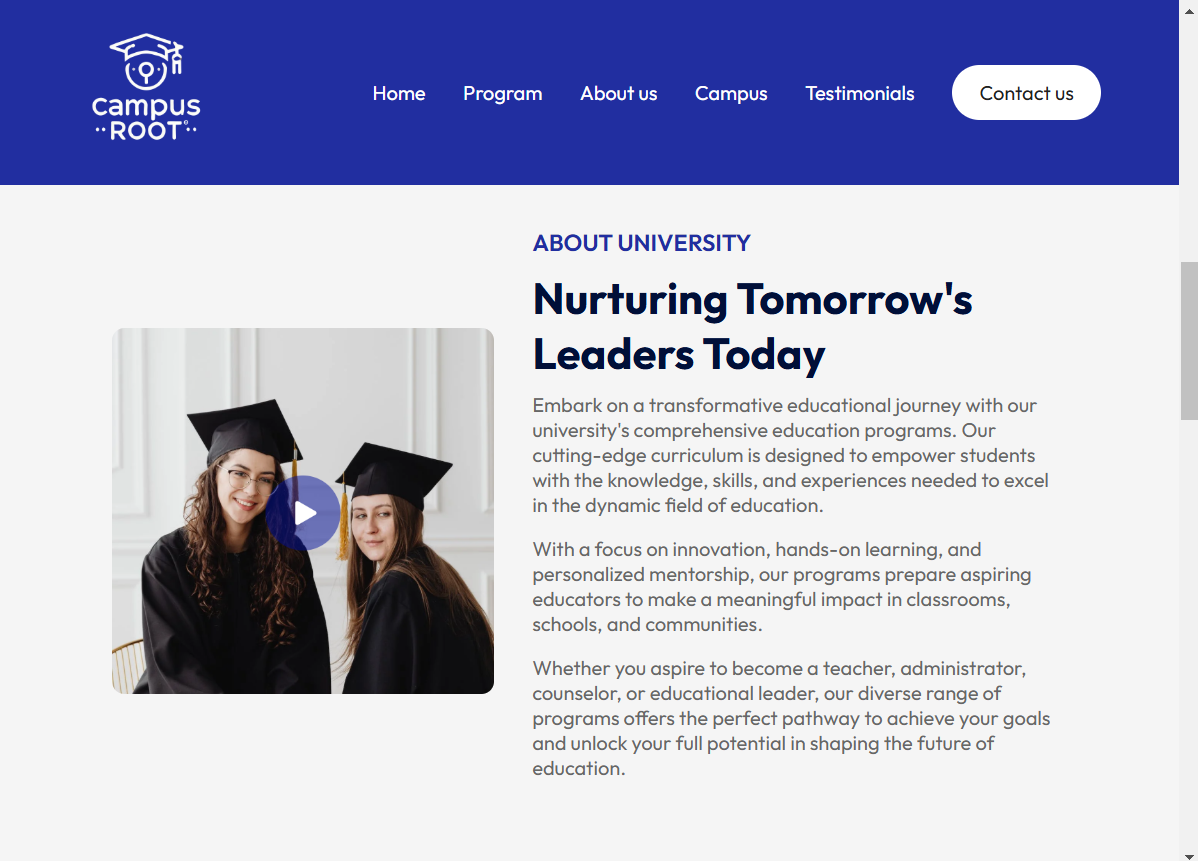 campus
ROOT
Home
Program
About us
Campus
Testimonials
Contact us
ABOUT UNIVERSITY
Nurturing Tomorrow's
Leaders Today
Embark on a transformative educational journey with our
university's comprehensive education programs. Our
cutting-edge curriculum is designed to empower students
with the knowledge, skills, and experiences needed to excel
in the dynamic field of education.
With a focus on innovation, hands-on learning, and
personalized mentorship, our programs prepare aspiring
educators to make a meaningful impact in classrooms,
schools, and communities.
Whether you aspire to become a teacher, administrator,
counselor, or educational leader, our diverse range of
programs offers the perfect pathway to achieve your goals
and unlock your full potential in shaping the future of
education.